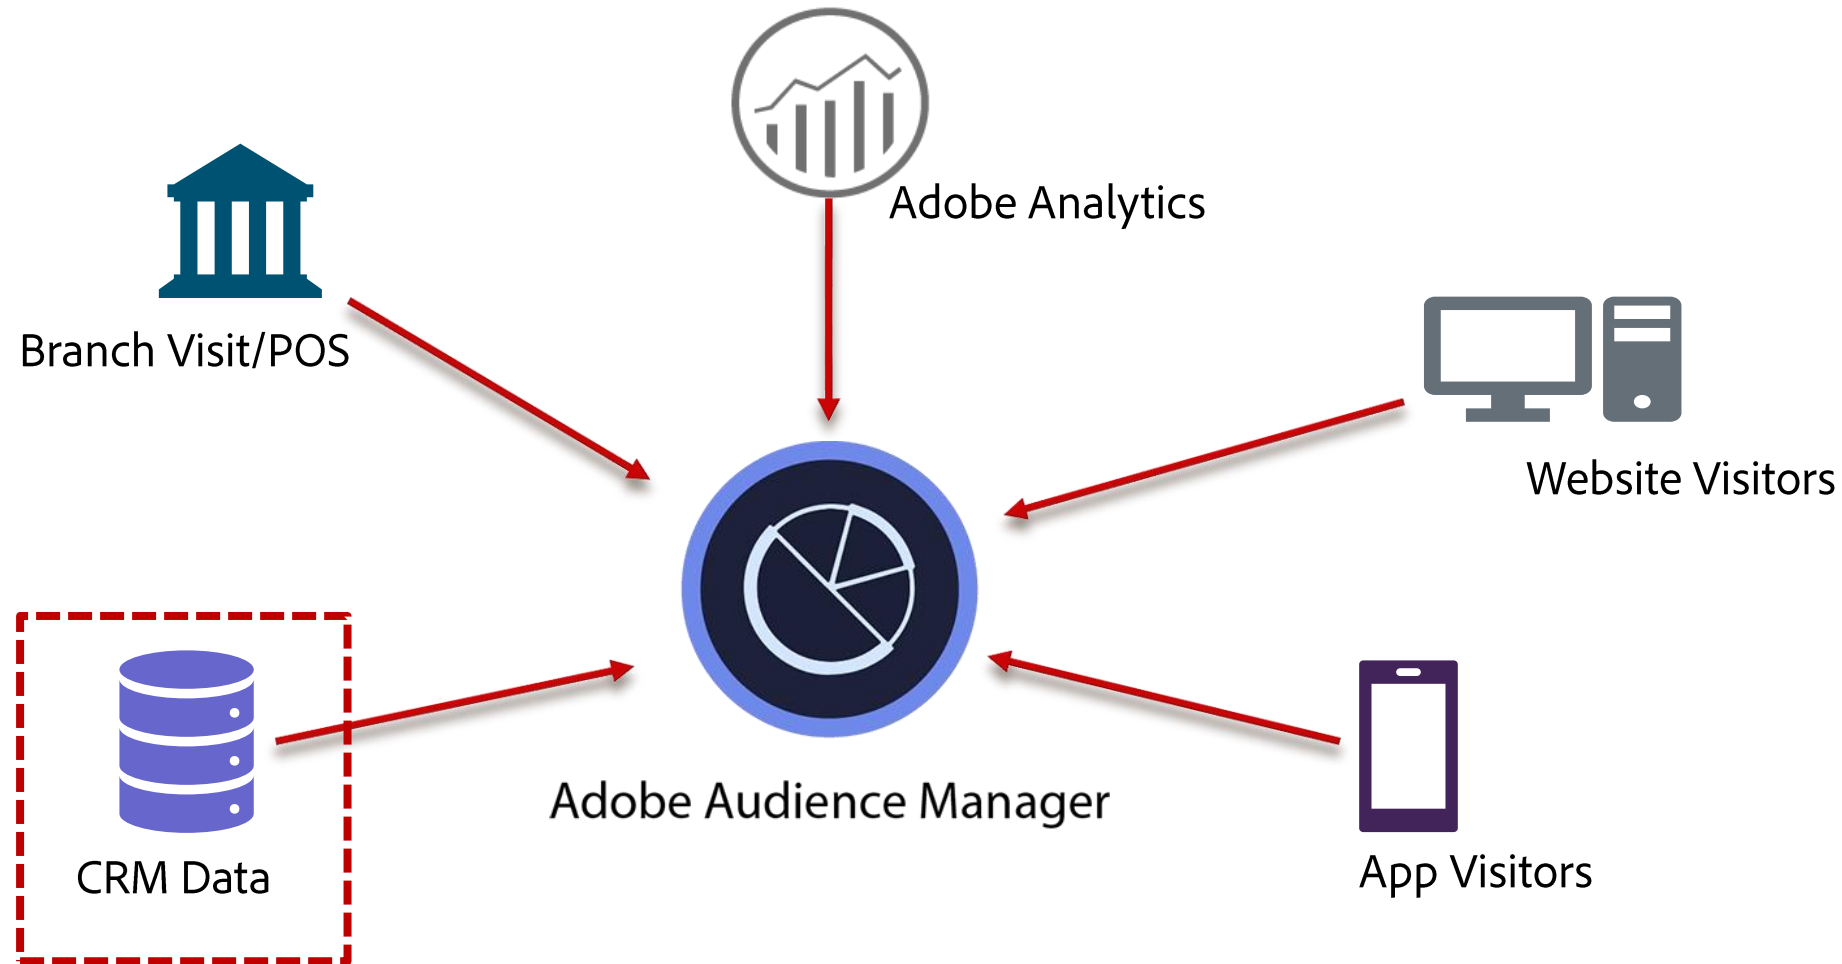 Adobe Analytics
Branch Visit/POS
Website Visitors
Adobe Audience Manager
CRM Data
App Visitors